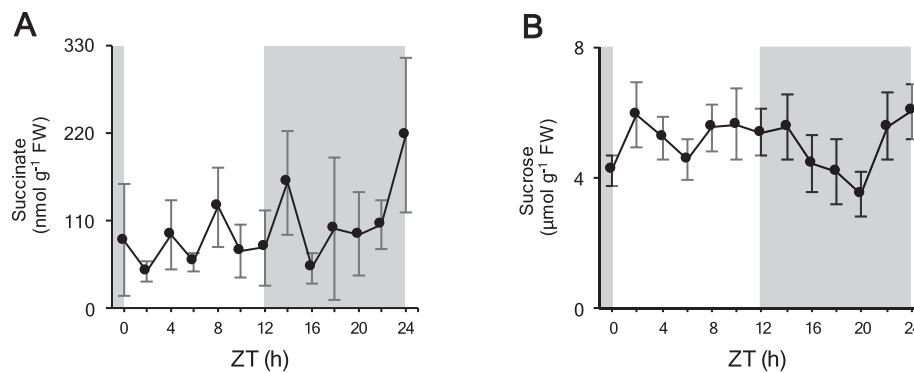 A
Succinate
(nmol g-1 FW)
330
220
110
0
0 4 8 12 16 20 24
ZT (h)
B
Sucrose
(µmol g-1 FW)
8
4
0
0 4 8 12 16 20
ZT (h)